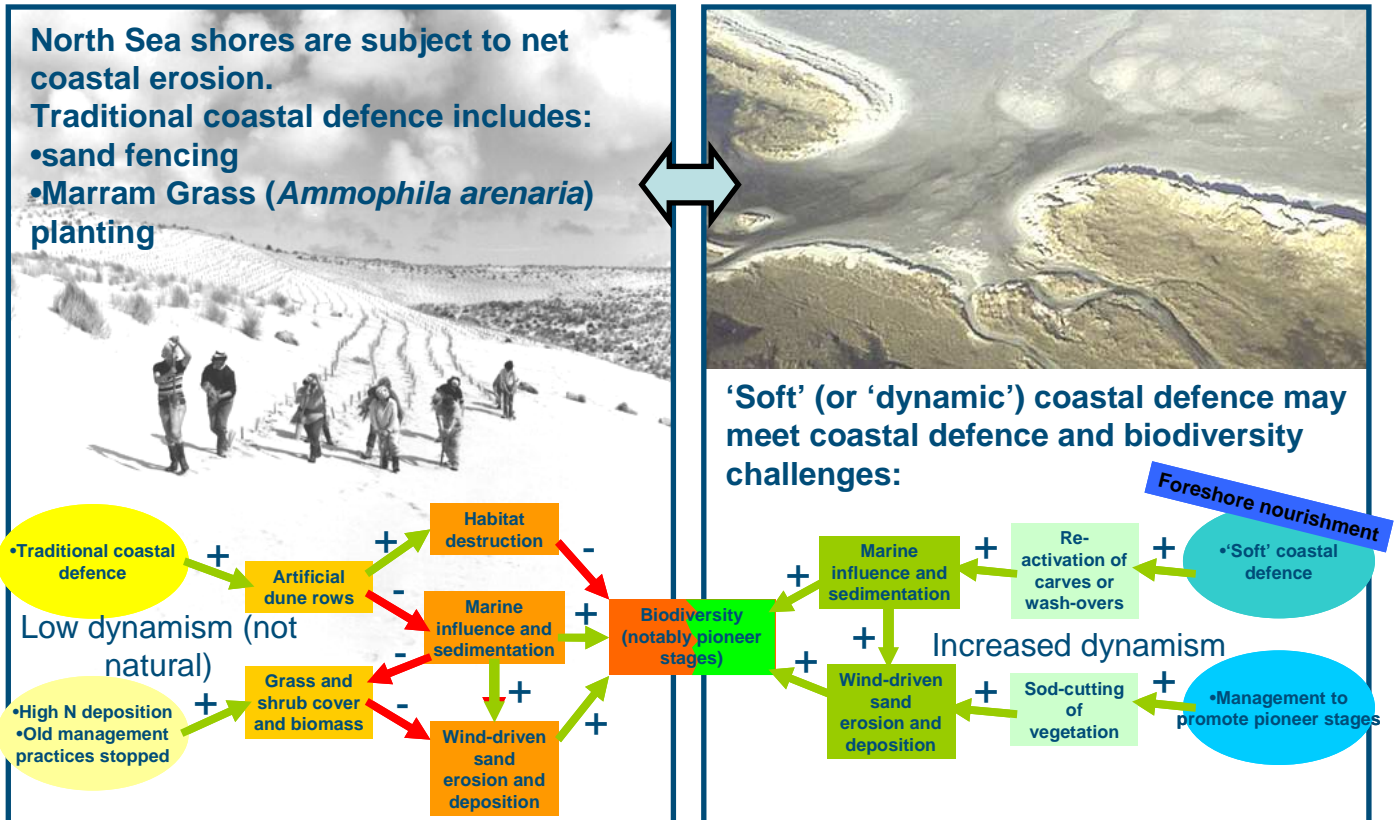 North Sea shores are subject to net
coastal erosion.
Traditional coastal defence includes:
•sand fencing
•Marram Grass (Ammophila arenaria)
planting
•Traditional coastal
defence
+
Artificial
dune rows
+
Habitat
destruction
-
-
Marine
influence and
sedimentation
+
Low dynamism (not
natural)
•High N deposition
•Old management
practices stopped
+
Grass and
shrub cover
and biomass
-
-
+
Wind-driven
sand
erosion and
deposition
+
Biodiversity
(notably pioneer
stages)
‘Soft’ (or ‘dynamic’) coastal defence may
meet coastal defence and biodiversity
challenges:
Foreshore nourishment
•‘Soft’ coastal
defence
+
Re-
activation of
carves or
wash-overs
+
Marine
influence and
sedimentation
+
+
Increased dynamism
•Management to
promote pioneer stages
+
Sod-cutting
of
vegetation
+
Wind-driven
sand
erosion and
deposition
+